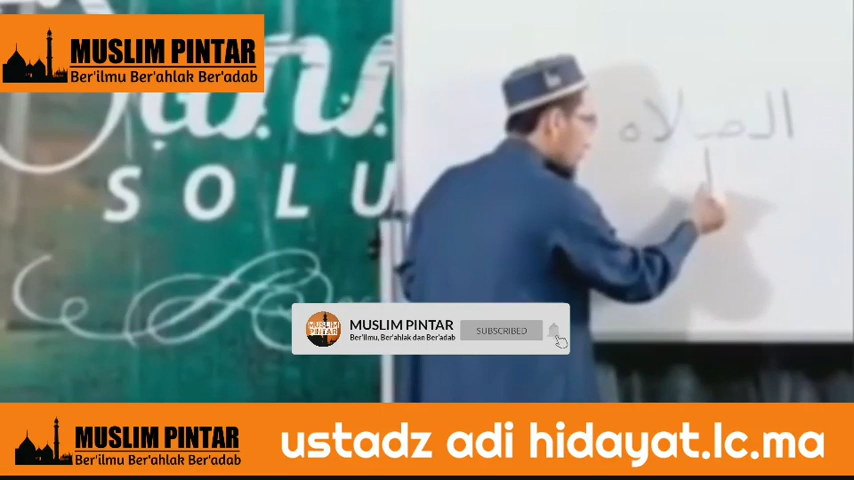 MUSLIM PINTAR
Ber'ilmu Ber'ahlak Ber'adab
SOLU
الصلاه
MUSLIM PINTAR
Ber'ilmu, Ber'ahlak dan Ber'adab
SUBSCRIBED
MUSLIM PINTAR
Ber'ilmu Ber'ahlak Ber'adab
ustadz adi hidayat.lc.ma